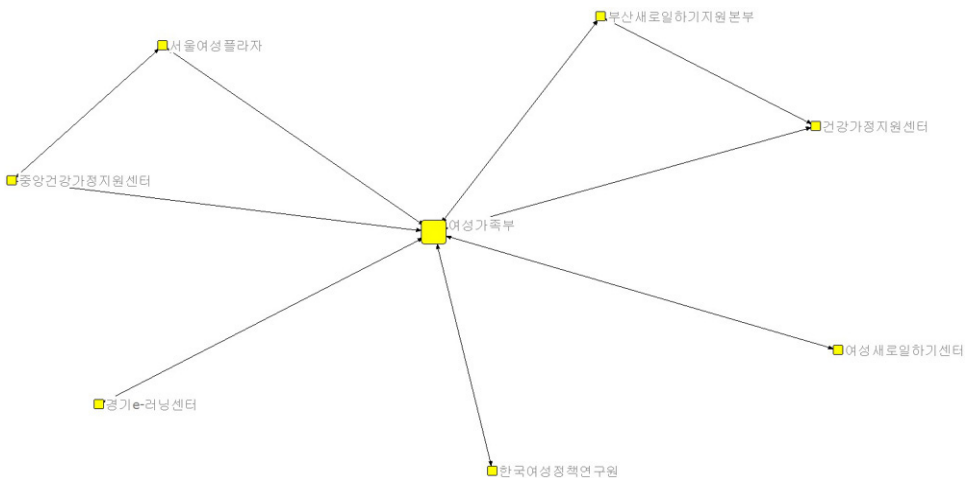 부산새로일하기지원본부
서울여성플라자
건강가정지원센터
중앙건강가정지원센터
여성가족부
여성새로일하기센터
경기e-러닝센터
한국여성정책연구원